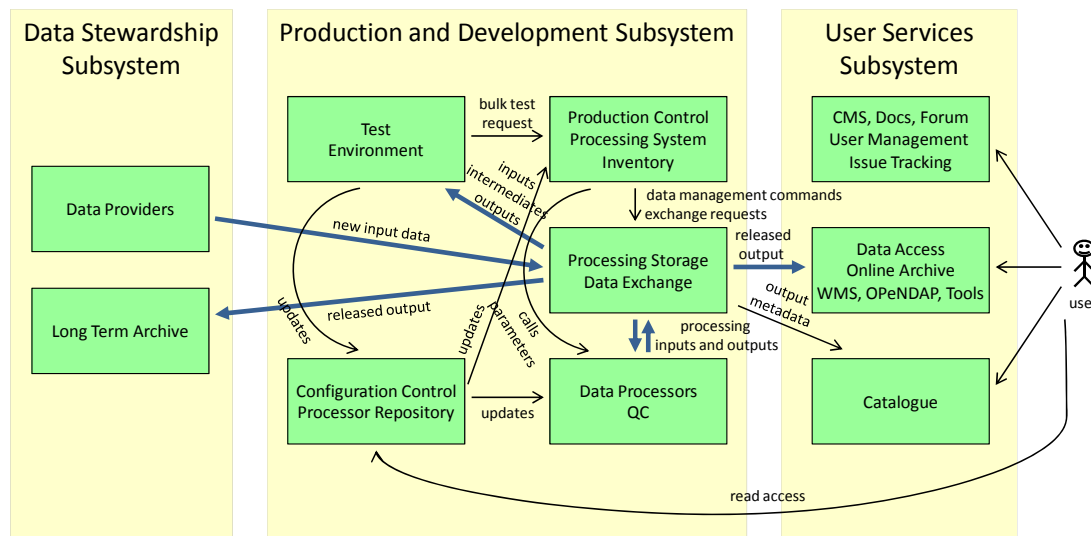 Data Stewardship
Subsystem
Production and Development Subsystem
User Services
Subsystem
Test
Environment
bulk test
request
Production Control
Processing System
Inventory
CMS, Docs, Forum
User Management
Issue Tracking
inputs
intermediates
outputs
data management commands
exchange requests
Data Providers
new input data
Processing Storage
Data Exchange
released
output
Data Access
Online Archive
WMS, OPeNDAP, Tools
user
Long Term Archive
released output
updates
updates
calls
parameters
processing
inputs and outputs
output
metadata
Configuration Control
Processor Repository
updates
Data Processors
QC
Catalogue
read access